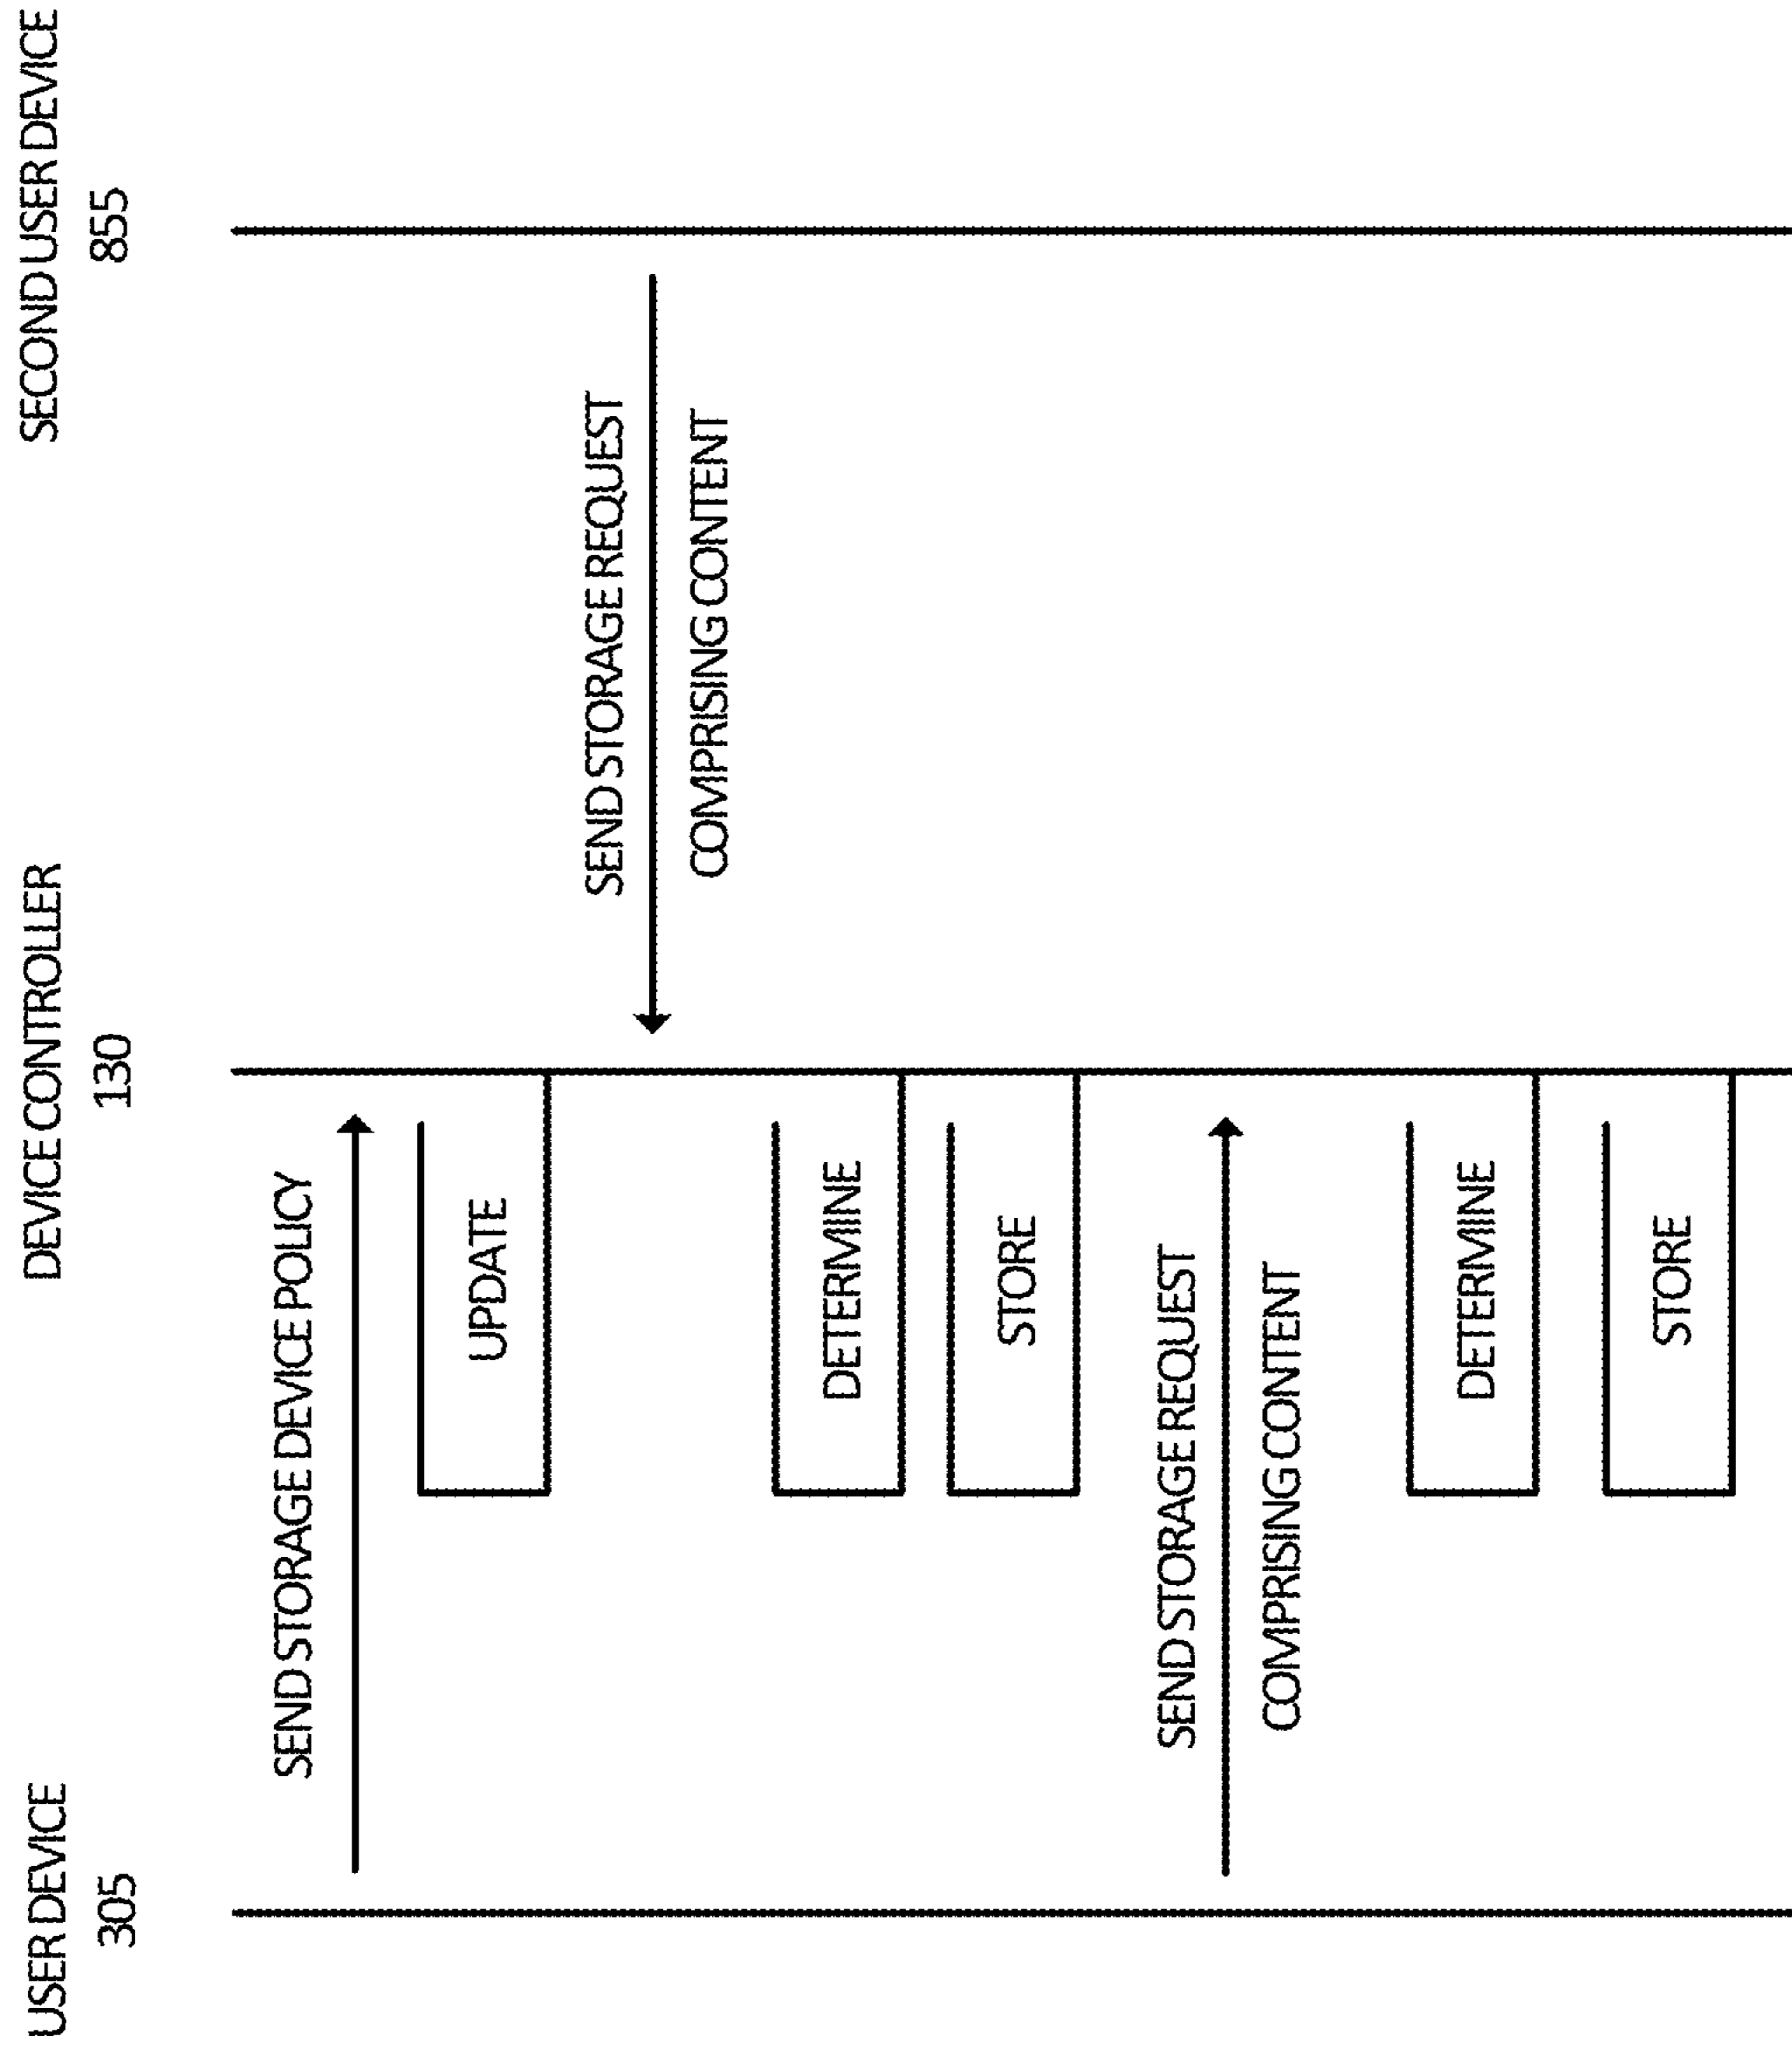 USER DEVICE
305
DEVICE CONTROLLER
130
SECOND USER DEVICE
855
SEND STORAGE DEVICE POLICY
UPDATE
SEND STORAGE REQUEST
COMPRISING CONTENT
DETERMINE
STORE
SEND STORAGE REQUEST
COMPRISING CONTENT
DETERMINE
STORE